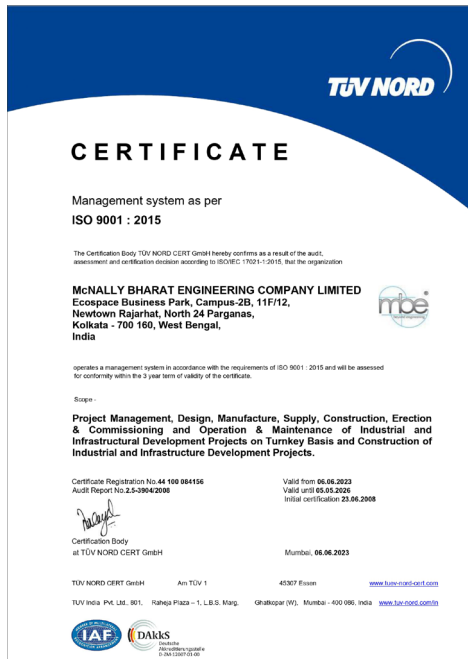 TÜV NORD
CERTIFICATE
Management system as per
ISO 9001 : 2015
The Certification Body TÜV NORD CERT GmbH hereby confirms as a result of the audit,
assessment and certification decision according to ISO/IEC 17021-1:2015, that the organization
McNALLY BHARAT ENGINEERING COMPANY LIMITED
Ecospace Business Park, Campus-2B, 11F/12,
Newtown Rajarhat, North 24 Parganas,
Kolkata - 700 160, West Bengal,
India
mbe
operates a management system in accordance with the requirements of ISO 9001 : 2015 and will be assessed
for conformity within the 3 year term of validity of the certificate.
Scope -
Project Management, Design, Manufacture, Supply, Construction, Erection
& Commissioning and Operation & Maintenance of Industrial and
Infrastructural Development Projects on Turnkey Basis and Construction of
Industrial and Infrastructure Development Projects.
Certificate Registration No.44 100 084156
Audit Report No.2.5-3904/2008
Valid from 06.06.2023
Valid until 05.05.2026
Initial certification 23.06.2008
Certification Body
at TÜV NORD CERT GmbH
Mumbai, 06.06.2023
TÜV NORD CERT GmbH Am TÜV 1 45307 Essen www.tuev-nord-cert.com
TUV India Pvt. Ltd., 801, Raheja Plaza – 1, L.B.S. Marg, Ghatkopar (W), Mumbai - 400 086, India www.tuv-nord.com/in
IAF
DAkkS
Deutsche
Akkreditierungsstelle
D-ZM-12007-01-00